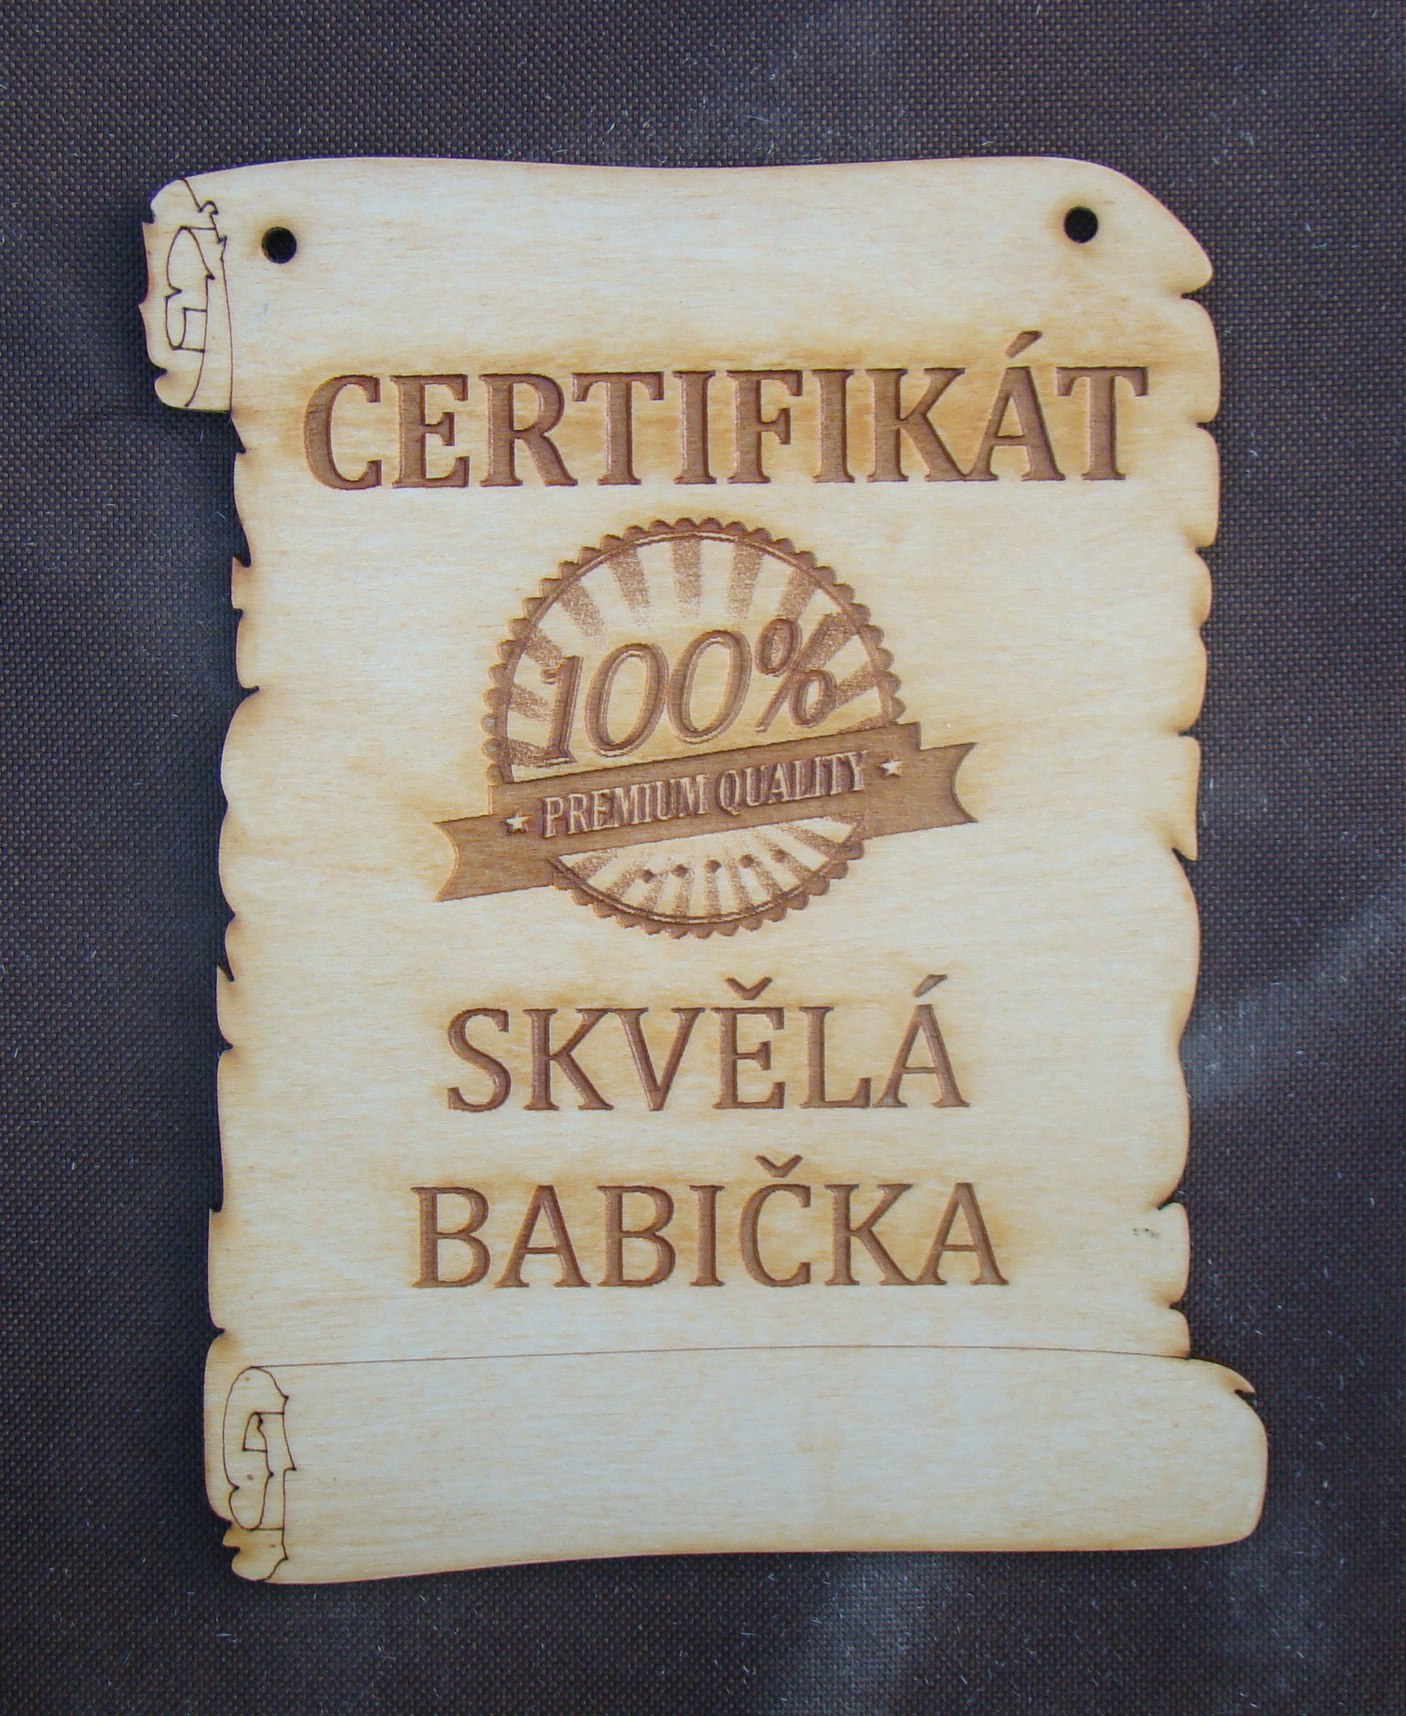 CERTIFIKÁT
100%
PREMIUM QUALITY
SKVĚLÁ
BABIČKA